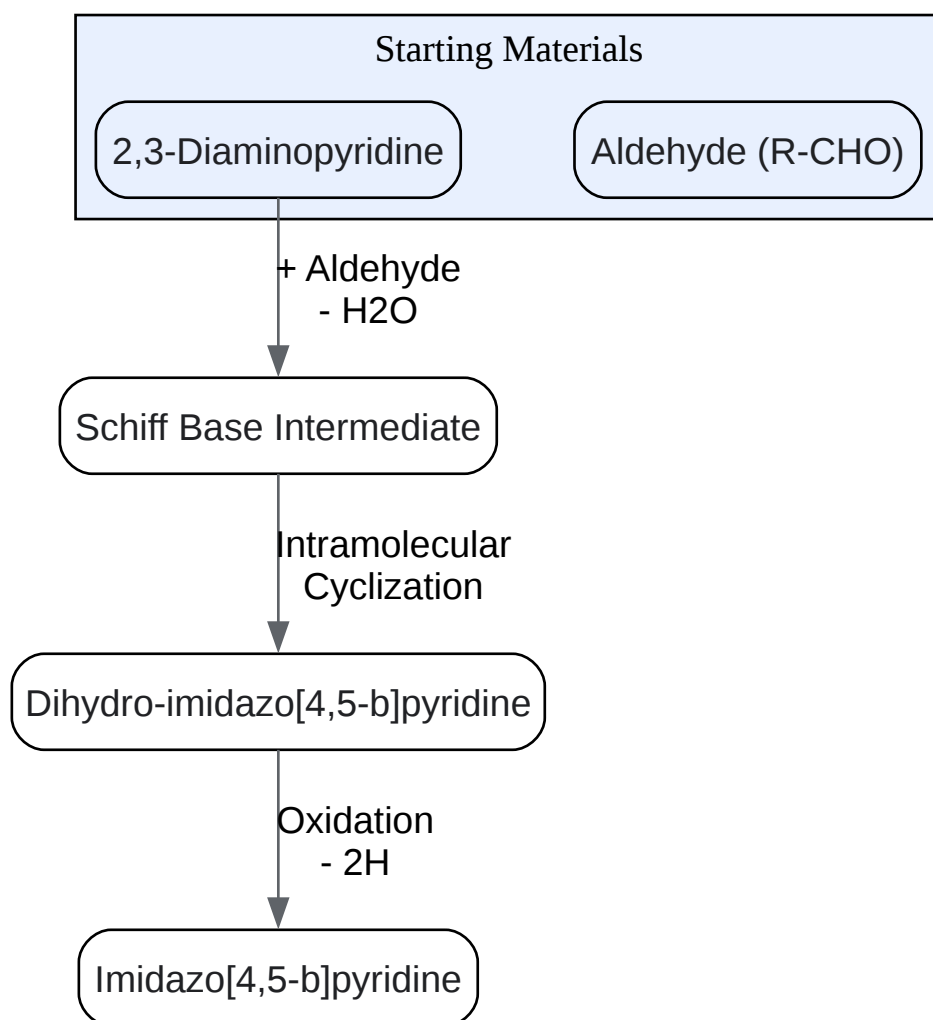 Starting Materials
2,3-Diaminopyridine
Aldehyde (R-CHO)
+ Aldehyde
- H2O
Schiff Base Intermediate
Intramolecular
Cyclization
Dihydro-imidazo[4,5-b]pyridine
Oxidation
- 2H
Imidazo[4,5-b]pyridine